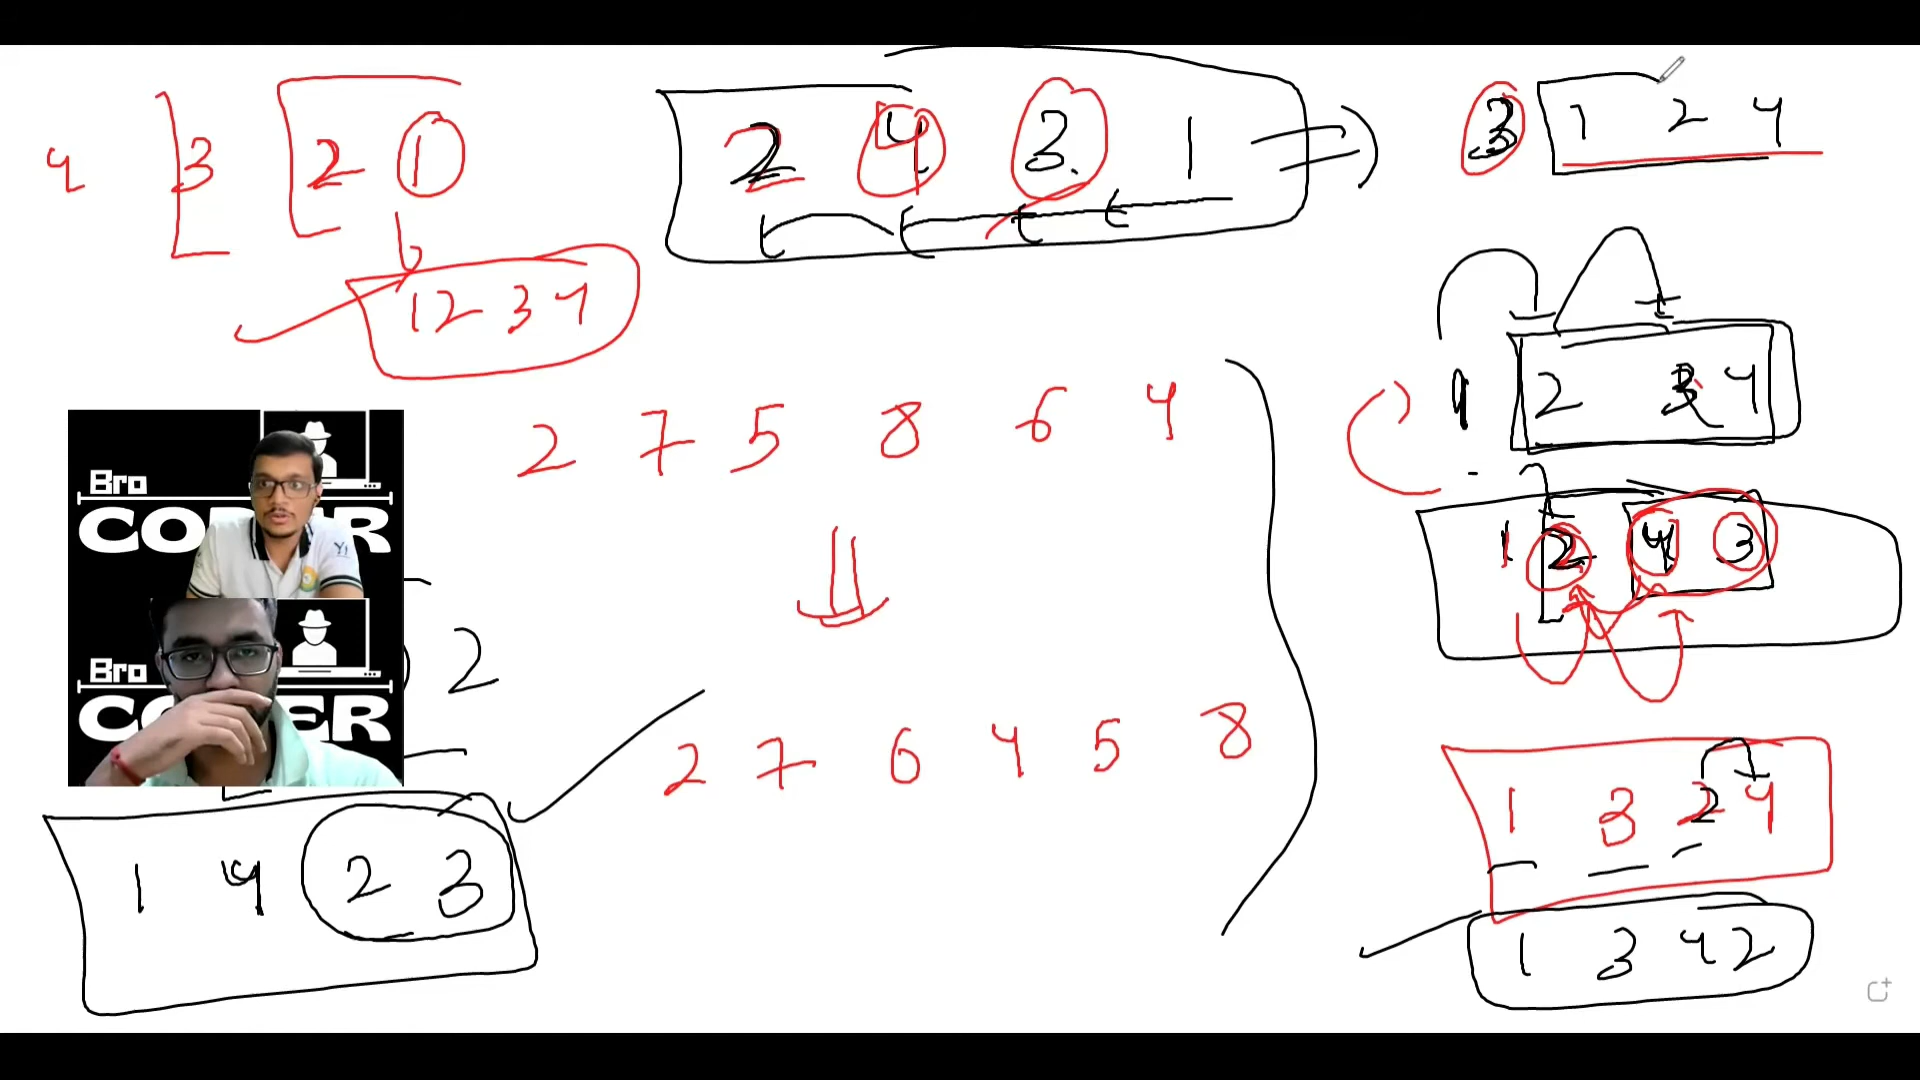 4 3 2 1
2 4 3 1
3 1 2 4
1 2 3 4
1 2 3 4
2 7 5 8 6 4
Bro
CODER
1 2 4 3
Bro
CODER
2
2 7 6 4 5 8
1 3 2 4
1 4 2 3
1 3 4 2